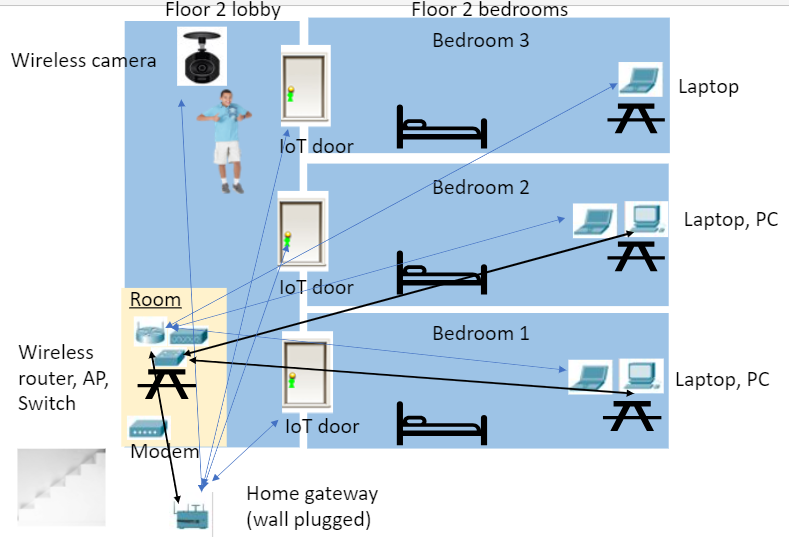 Floor 2 lobby
Floor 2 bedrooms
Wireless camera
Bedroom 3
Laptop
IoT door
Bedroom 2
Laptop, PC
IoT door
Room
Bedroom 1
Wireless
router, AP,
Switch
Laptop, PC
IoT door
Modem
Home gateway
(wall plugged)